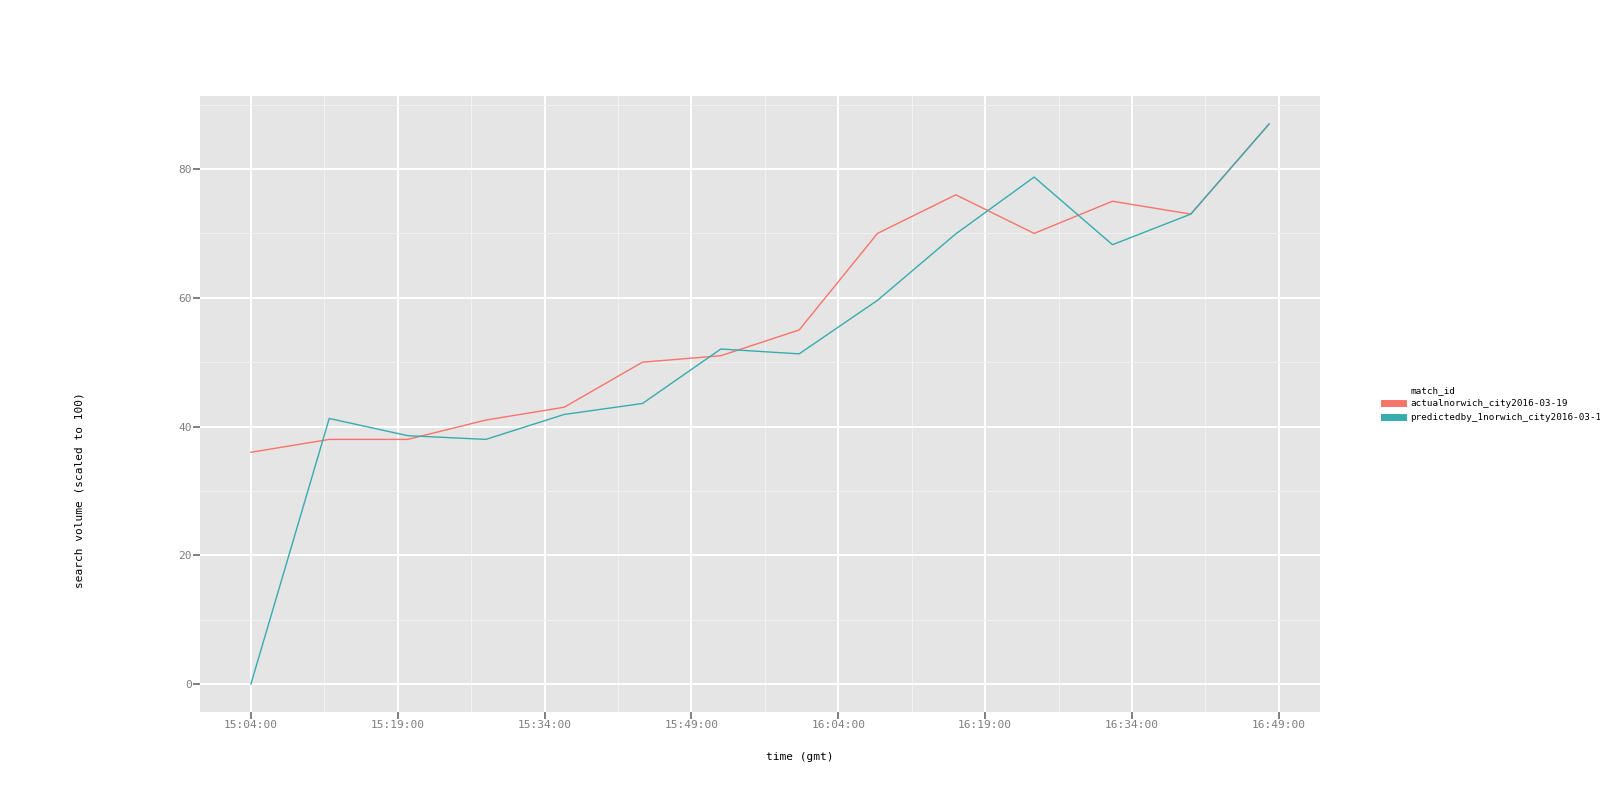 search volume (scaled to 100)
80
60
40
20
0
15:04:00 15:19:00 15:34:00 15:49:00 16:04:00 16:19:00 16:34:00 16:49:00
time (gmt)
match_id
actualnorwich_city2016-03-19
predictedby_1norwich_city2016-03-1